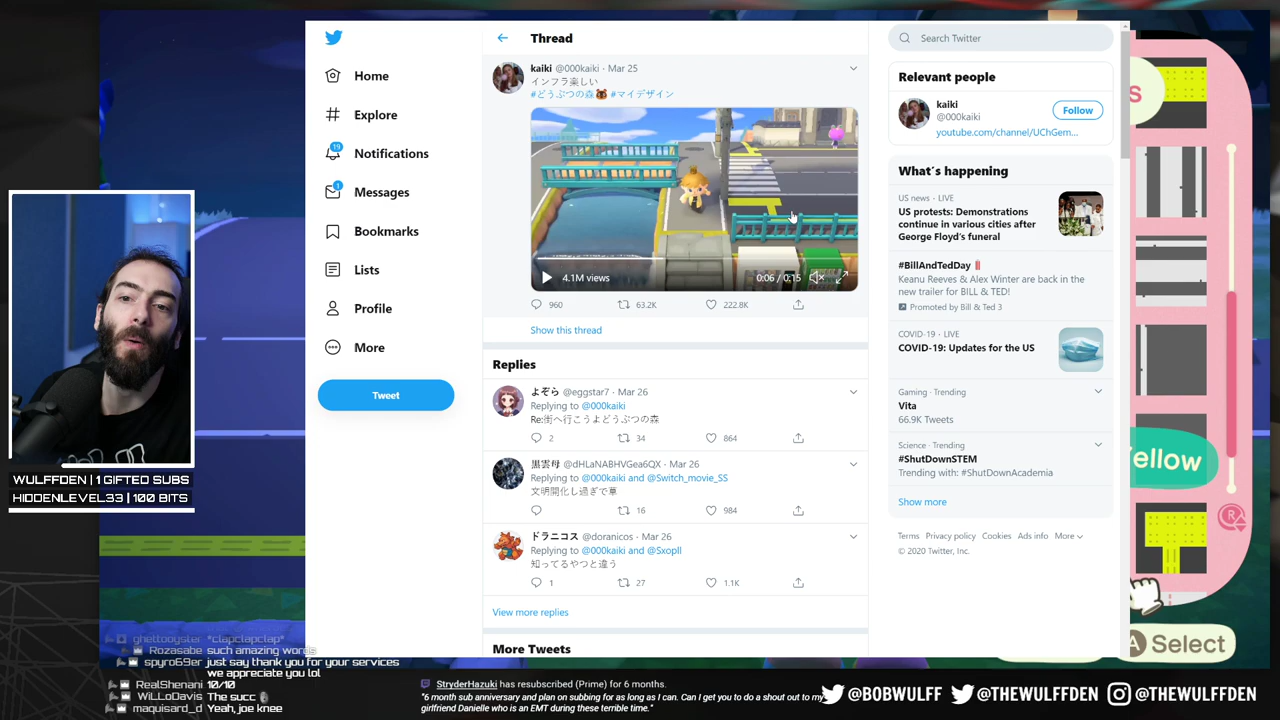 Home
Explore
19
Notifications
1
Messages
Bookmarks
Lists
Profile
More
Tweet
Thread
kaiki @000kaiki · Mar 25
インフラ楽しい
#どうぶつの森 #マイデザイン
4.1M views
0:06 / 0:15
960
63.2K
222.8K
Show this thread
Replies
よぞら @eggstar7 · Mar 26
Replying to @000kaiki
Re:街へ行こうよどうぶつの森
2
34
864
黒雲母 @dHLaNABHVGea6QX · Mar 26
Replying to @000kaiki and @Switch_movie_SS
文明開化し過ぎで草
16
984
ドラニコス @doranicos · Mar 26
Replying to @000kaiki and @Sxopll
知ってるやつと違う
1
27
1.1K
View more replies
More Tweets
Search Twitter
Relevant people
kaiki
@000kaiki
Follow
youtube.com/channel/UChGem...
What's happening
US news · LIVE
US protests: Demonstrations
continue in various cities after
George Floyd's funeral
#BillAndTedDay
Keanu Reeves & Alex Winter are back in the
new trailer for BILL & TED!
Promoted by Bill & Ted 3
COVID-19 · LIVE
COVID-19: Updates for the US
Gaming · Trending
Vita
66.9K Tweets
Science · Trending
#ShutDownSTEM
Trending with: #ShutDownAcademia
Show more
Terms Privacy policy Cookies Ads info More
© 2020 Twitter, Inc.
s
ellow
R
A Select
WULFFDEN | 1 GIFTED SUBS
HIDDENLEVEL33 | 100 BITS
ghettooyster *clapclapclap*
Rozasabe such amazing words
spyro69er just say thank you for your services
we appreciate you lol
RealShenani 10/10
WiLLoDavis The succ
maquisard_d Yeah, joe knee
StryderHazuki has resubscribed (Prime) for 6 months.
"6 month sub anniversary and plan on subbing for as long as I can. Can I get you to do a shout out to my
girlfriend Danielle who is an EMT during these terrible time."
@BOBWULFF @THEWULFFDEN @THEWULFFDEN